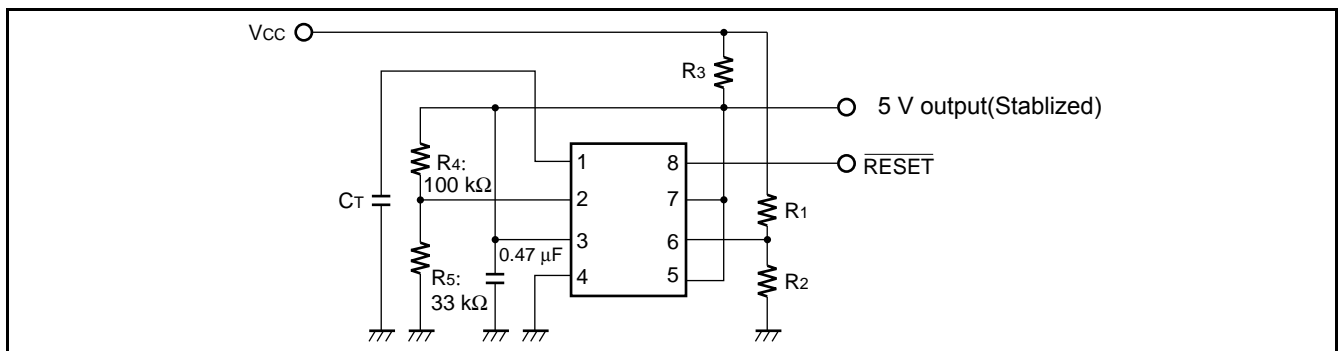 VCC
R3
5 V output(Stablized)
R4:
100 kΩ
1
8
RESET
CT
2
7
R1
3
6
0.47 µF
R5:
33 kΩ
4
5
R2